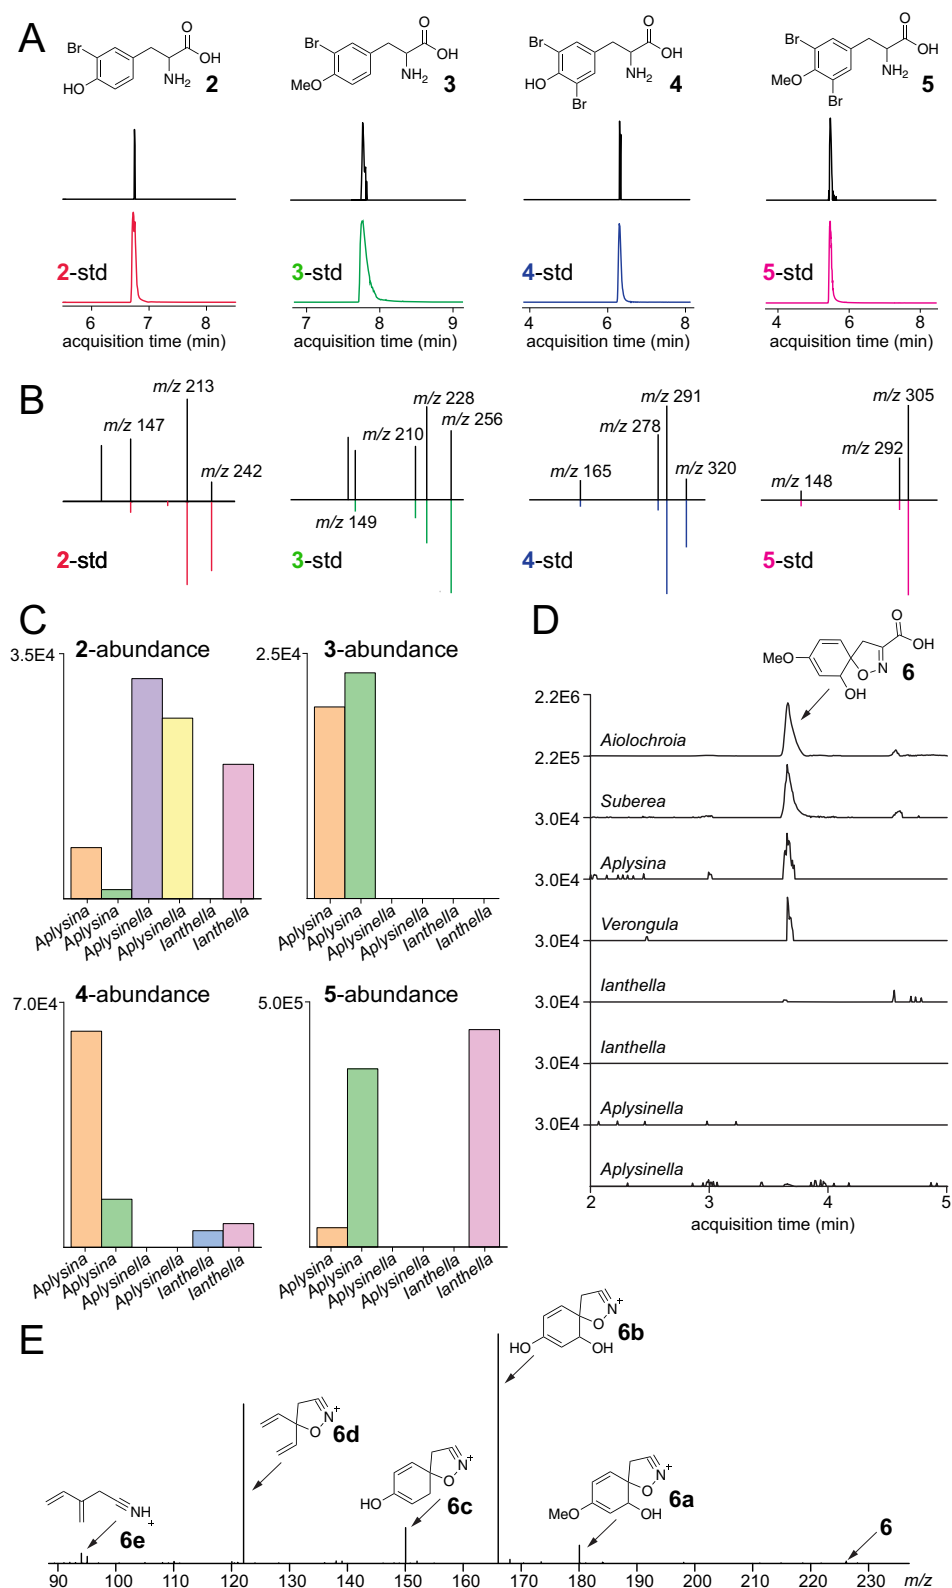 A
Br
HO
O
OH
NH2
2
Br
MeO
O
OH
NH2
3
Br
HO
Br
O
OH
NH2
4
Br
MeO
Br
O
OH
NH2
5
2-std
3-std
4-std
5-std
6 7 8
7 8 9
4 6 8
4 6 8
acquisition time (min)
acquisition time (min)
acquisition time (min)
acquisition time (min)
B
m/z 213
m/z 147
m/z 242
2-std
m/z 228
m/z 210
m/z 256
m/z 149
3-std
m/z 291
m/z 278
m/z 165
m/z 320
4-std
m/z 305
m/z 292
m/z 148
5-std
C
2-abundance
3.5E4
Aplysina
Aplysina
Aplysinella
Aplysinella
Ianthella
Ianthella
3-abundance
2.5E4
Aplysina
Aplysina
Aplysinella
Aplysinella
Ianthella
Ianthella
4-abundance
7.0E4
Aplysina
Aplysina
Aplysinella
Aplysinella
Ianthella
Ianthella
5-abundance
5.0E5
Aplysina
Aplysina
Aplysinella
Aplysinella
Ianthella
Ianthella
D
MeO
O
OH
O
N
OH
6
2.2E6
Aiolochroia
2.2E5
Suberea
3.0E4
Aplysina
3.0E4
Verongula
3.0E4
Ianthella
3.0E4
Ianthella
3.0E4
Aplysinella
3.0E4
Aplysinella
2 3 4 5
acquisition time (min)
E
NH
+
6e
O
N
+
6d
HO
O
N
+
6c
HO
O
N
+
OH
6b
MeO
O
N
+
OH
6a
6
90 100 110 120 130 140 150 160 170 180 190 200 210 220 230 m/z